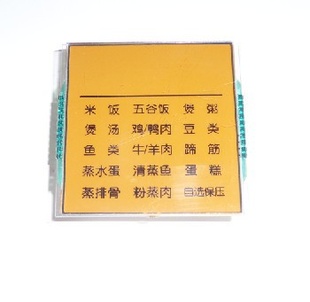 米饭 五谷饭 煲粥
煲汤 鸡/鸭肉 豆类
鱼类 牛/羊肉 蹄筋
蒸水蛋 清蒸鱼 蛋糕
蒸排骨 粉蒸肉 自选保压